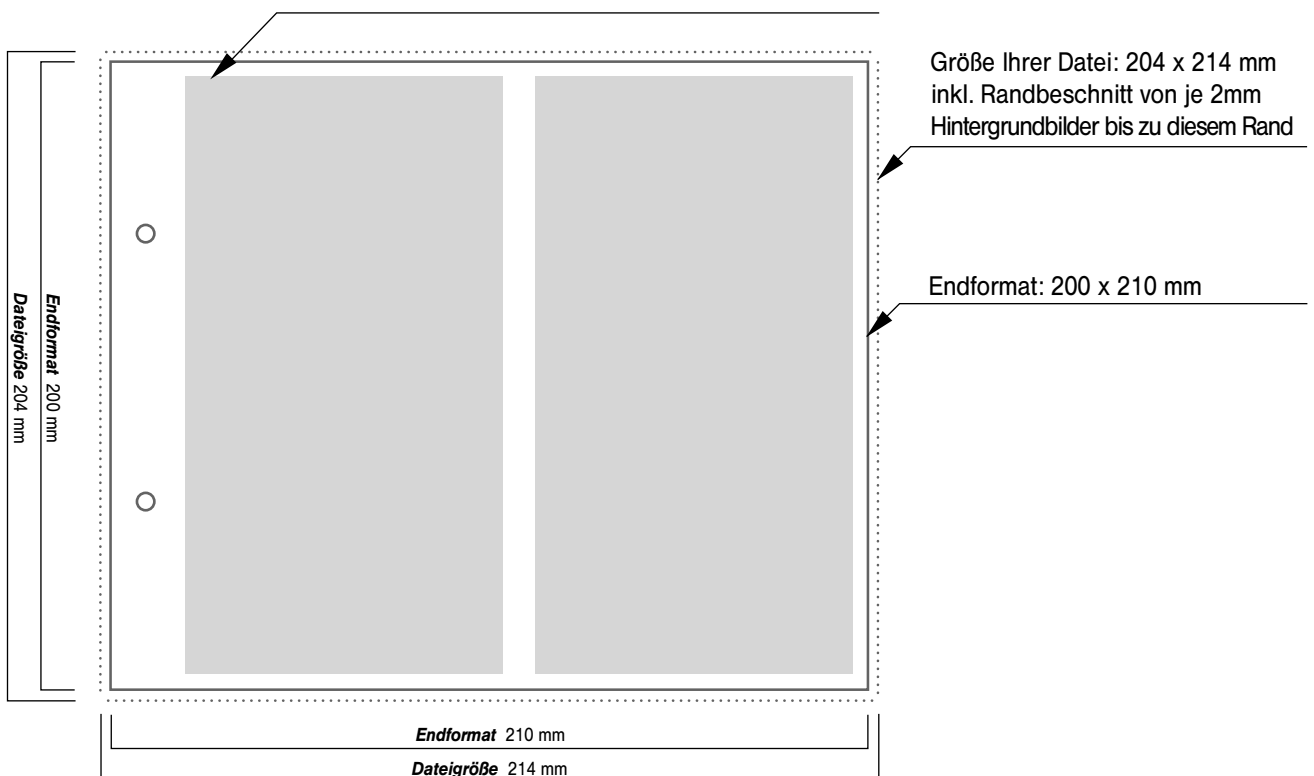 Größe Ihrer Datei: 204 x 214 mm
inkl. Randbeschnitt von je 2mm
Hintergrundbilder bis zu diesem Rand
Endformat: 200 x 210 mm
Endformat 200 mm
Dateigröße 204 mm
Endformat 210 mm
Dateigröße 214 mm